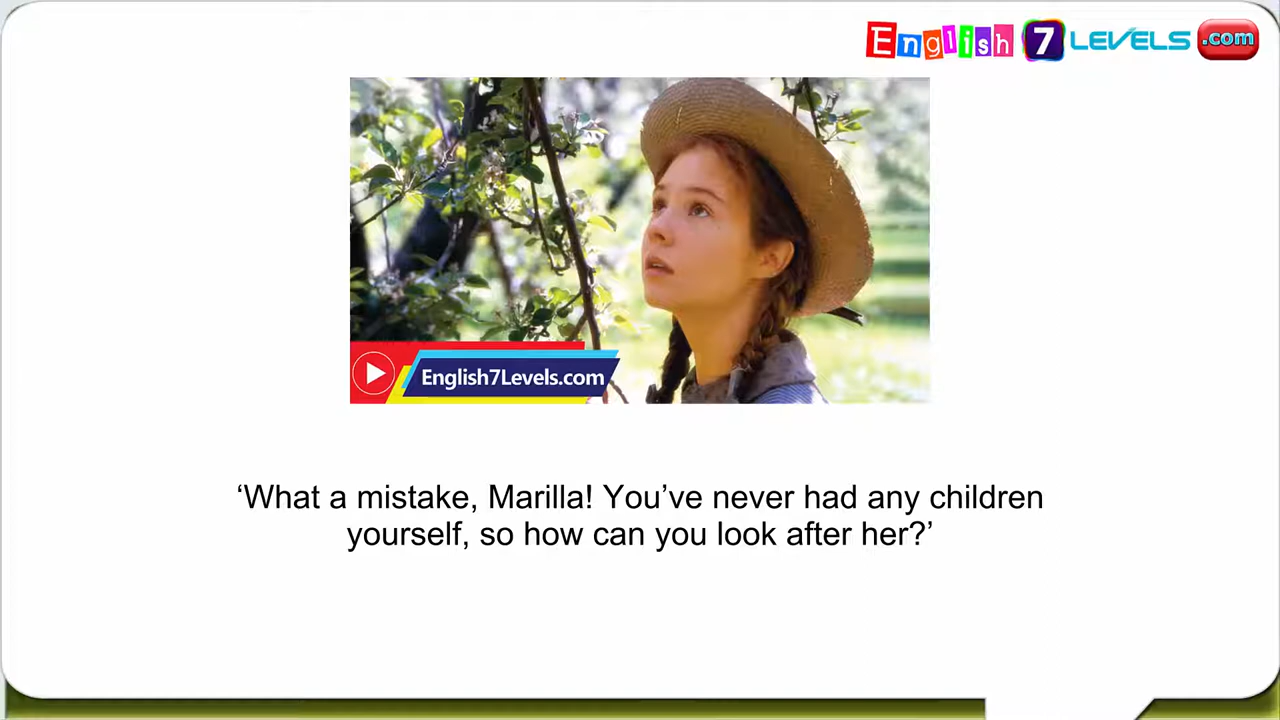 English 7 LEVELS .com
English7Levels.com
‘What a mistake, Marilla! You’ve never had any children
yourself, so how can you look after her?’